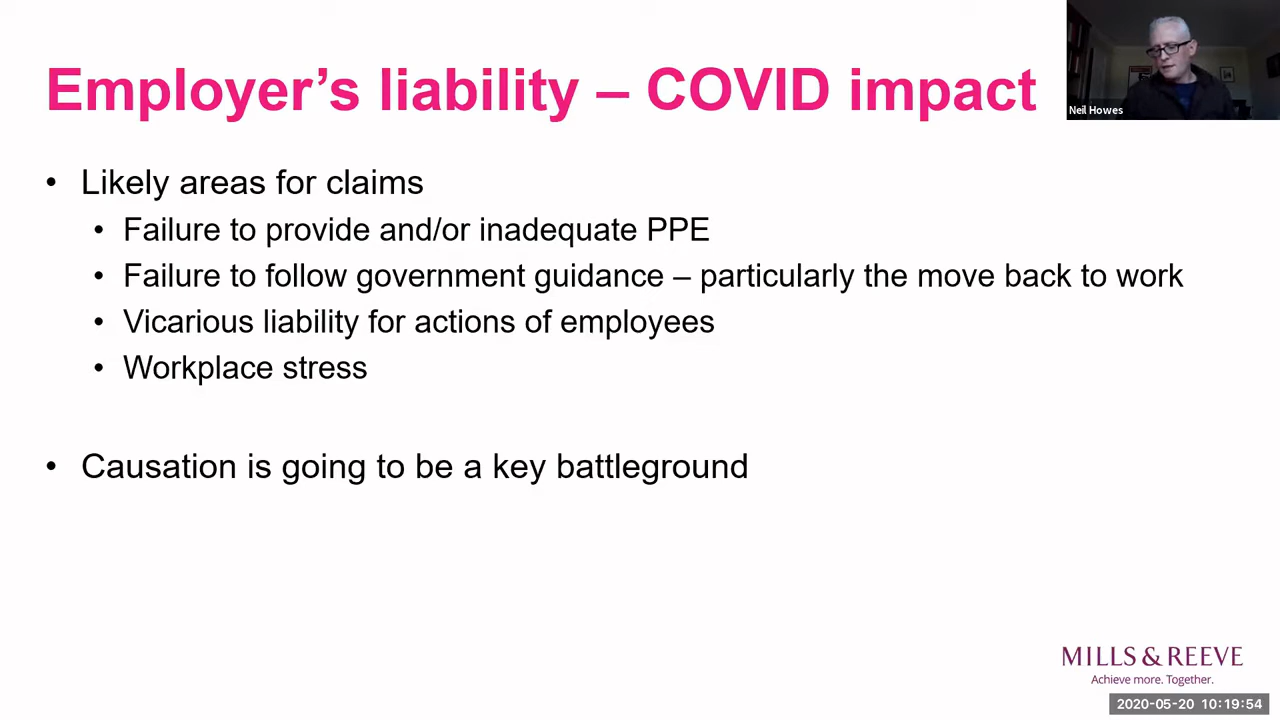 Employer’s liability – COVID impact
Neil Howes
• Likely areas for claims
• Failure to provide and/or inadequate PPE
• Failure to follow government guidance – particularly the move back to work
• Vicarious liability for actions of employees
• Workplace stress
• Causation is going to be a key battleground
MILLS & REEVE
Achieve more. Together.
2020-05-20 10:19:54